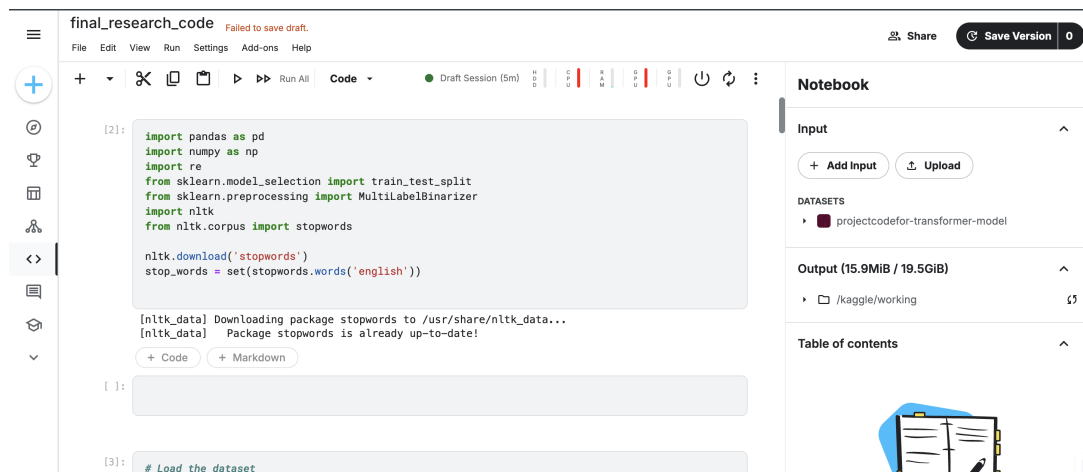 final_research_code Failed to save draft.
File Edit View Run Settings Add-ons Help
Share
Save Version 0
Run All Code Draft Session (5m) HDD CPU RAM GPU GPU
Notebook
[2]:
import pandas as pd
import numpy as np
import re
from sklearn.model_selection import train_test_split
from sklearn.preprocessing import MultiLabelBinarizer
import nltk
from nltk.corpus import stopwords
nltk.download('stopwords')
stop_words = set(stopwords.words('english'))
[nltk_data] Downloading package stopwords to /usr/share/nltk_data...
[nltk_data]   Package stopwords is already up-to-date!
+ Code + Markdown
[ ]:
[3]:
# Load the dataset
Input
+ Add Input Upload
DATASETS
projectcodefor-transformer-model
Output (15.9MiB / 19.5GiB)
/kaggle/working
Table of contents